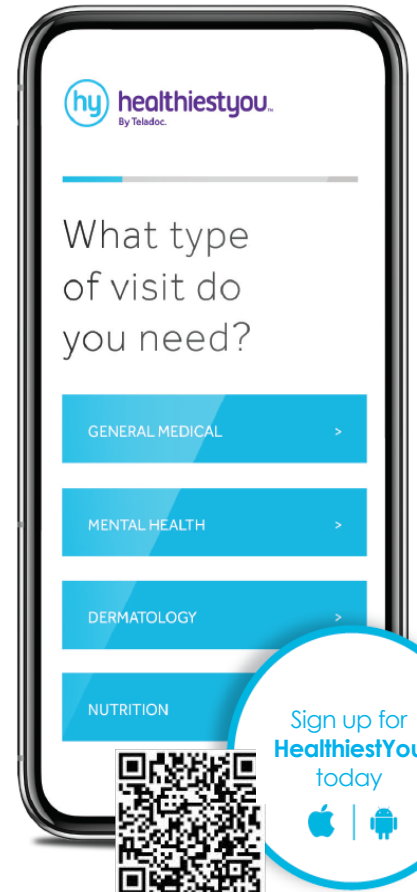 hy healthiestyou™
By Teladoc.
What type
of visit do
you need?
GENERAL MEDICAL >
MENTAL HEALTH >
DERMATOLOGY >
NUTRITION
Sign up for
HealthiestYou
today